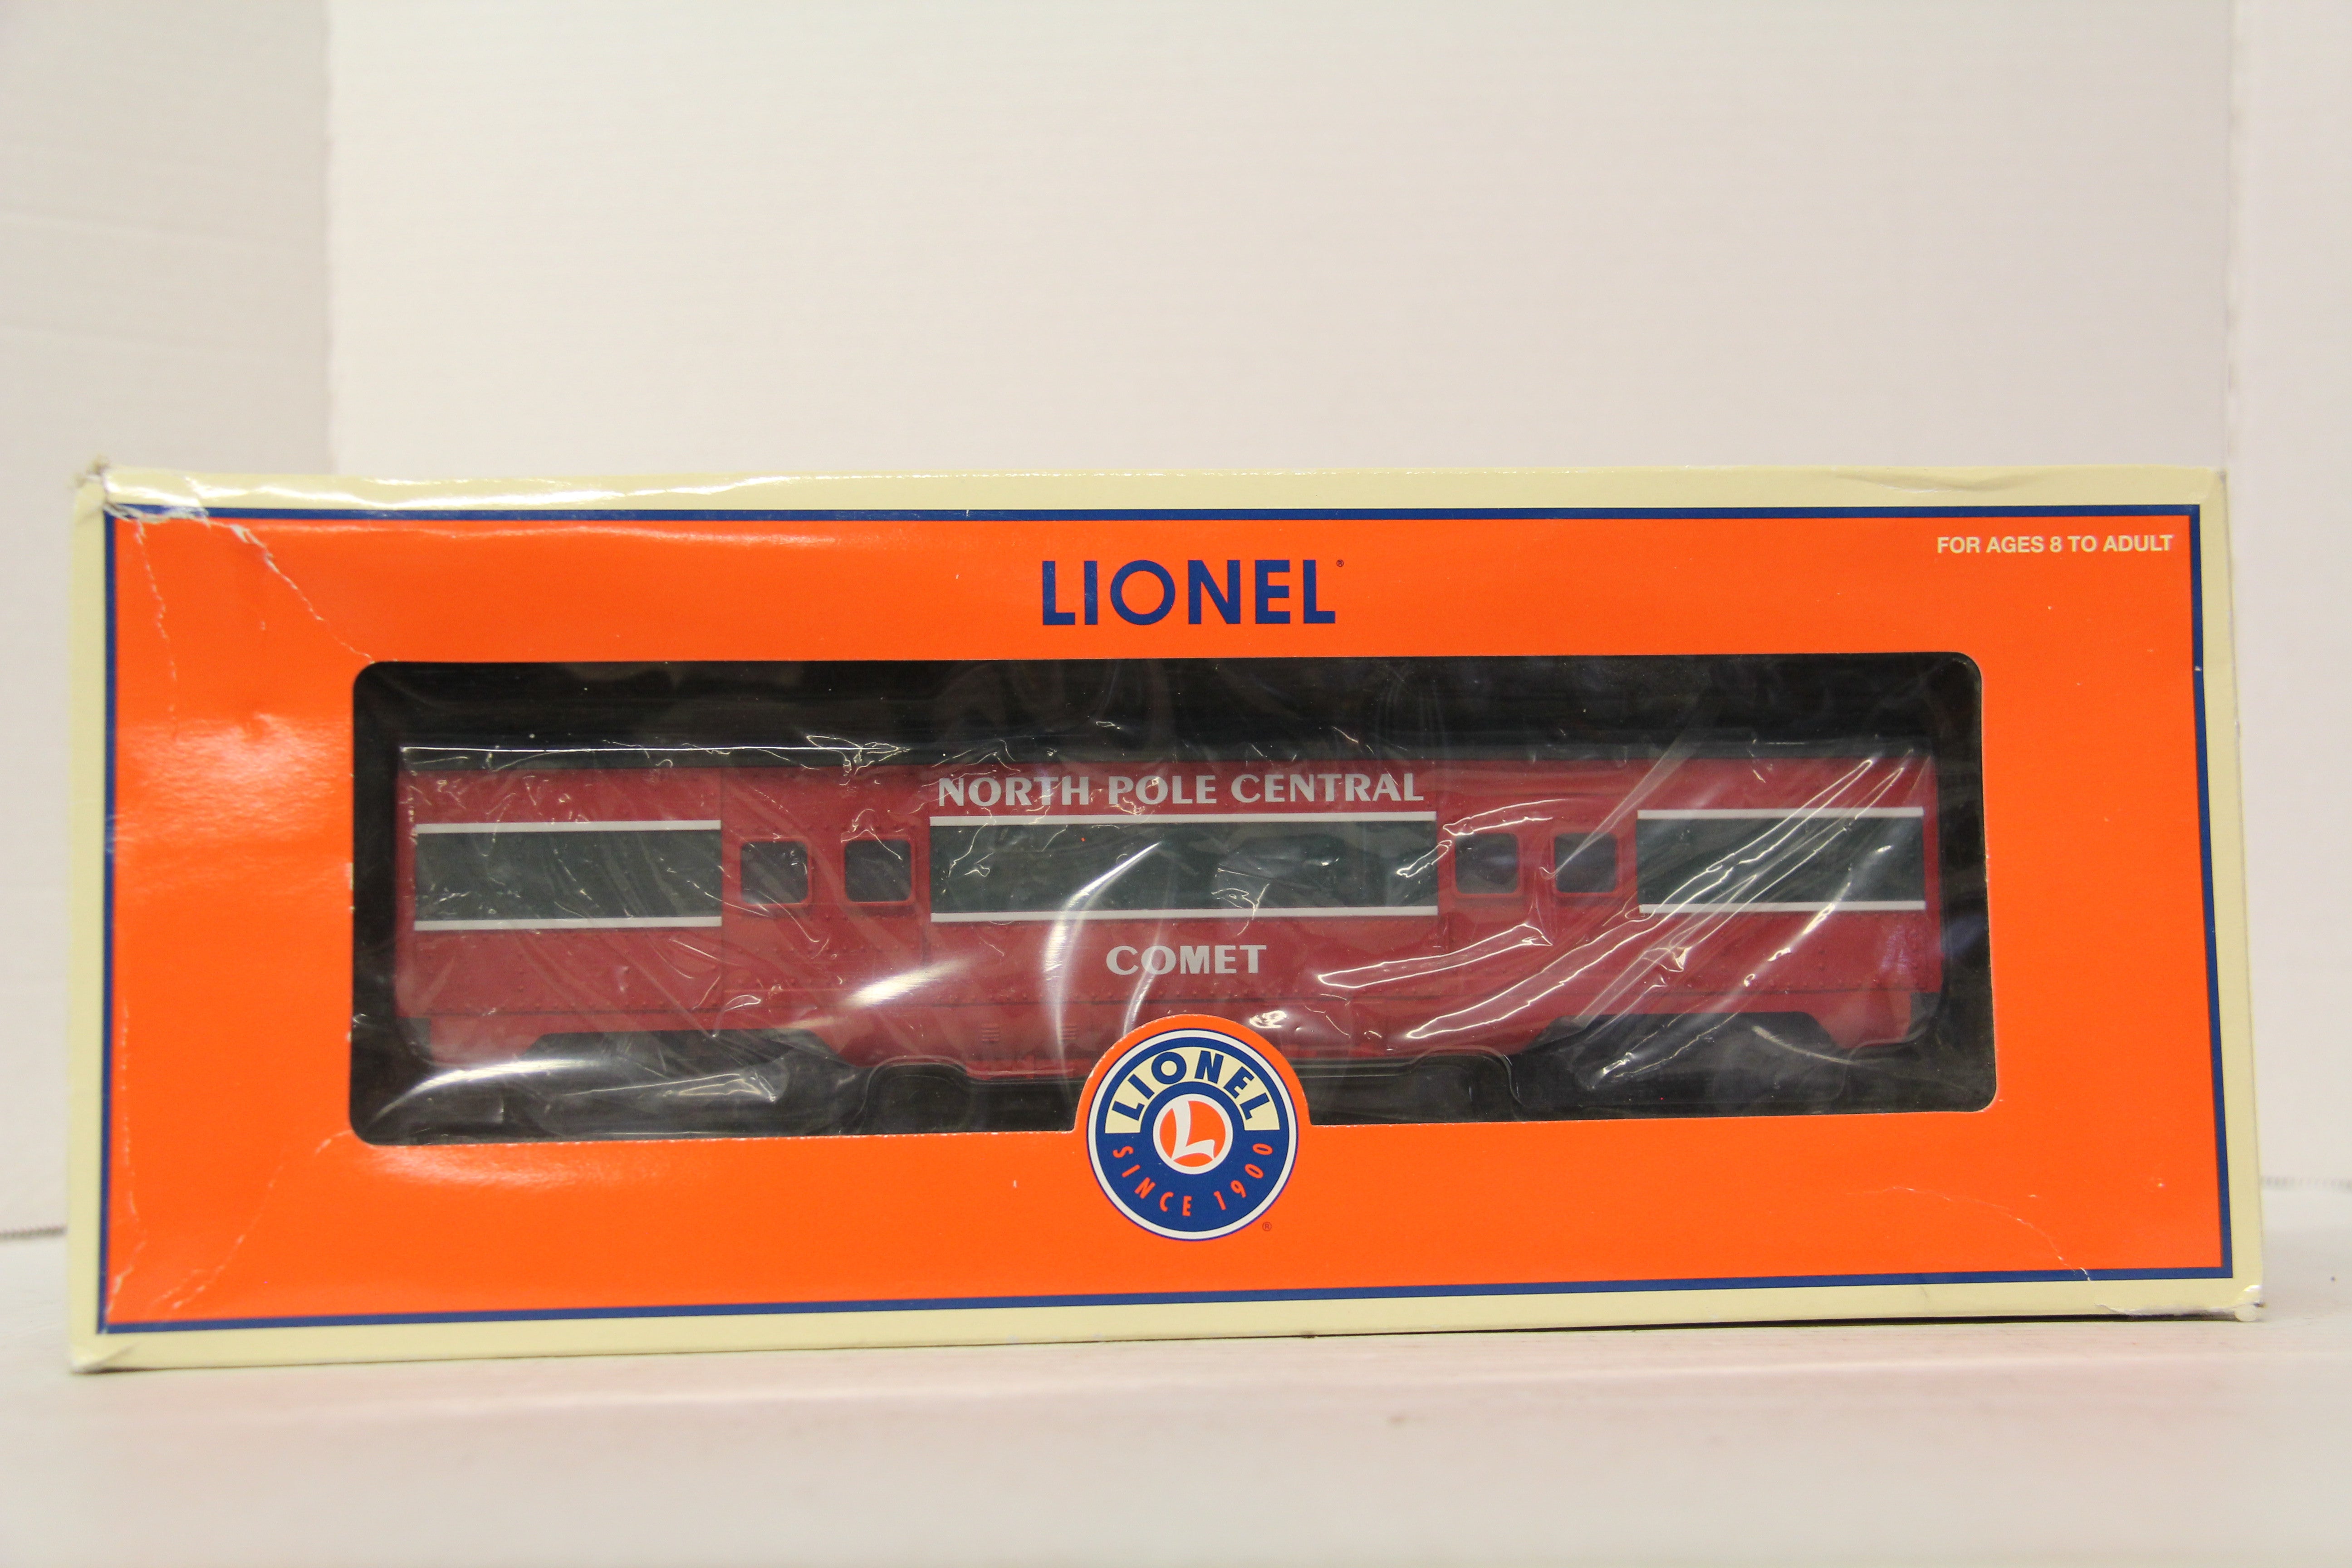 FOR AGES 8 TO ADULT
LIONEL®
NORTH POLE CENTRAL
COMET
LIONEL
L
SINCE 1900
®